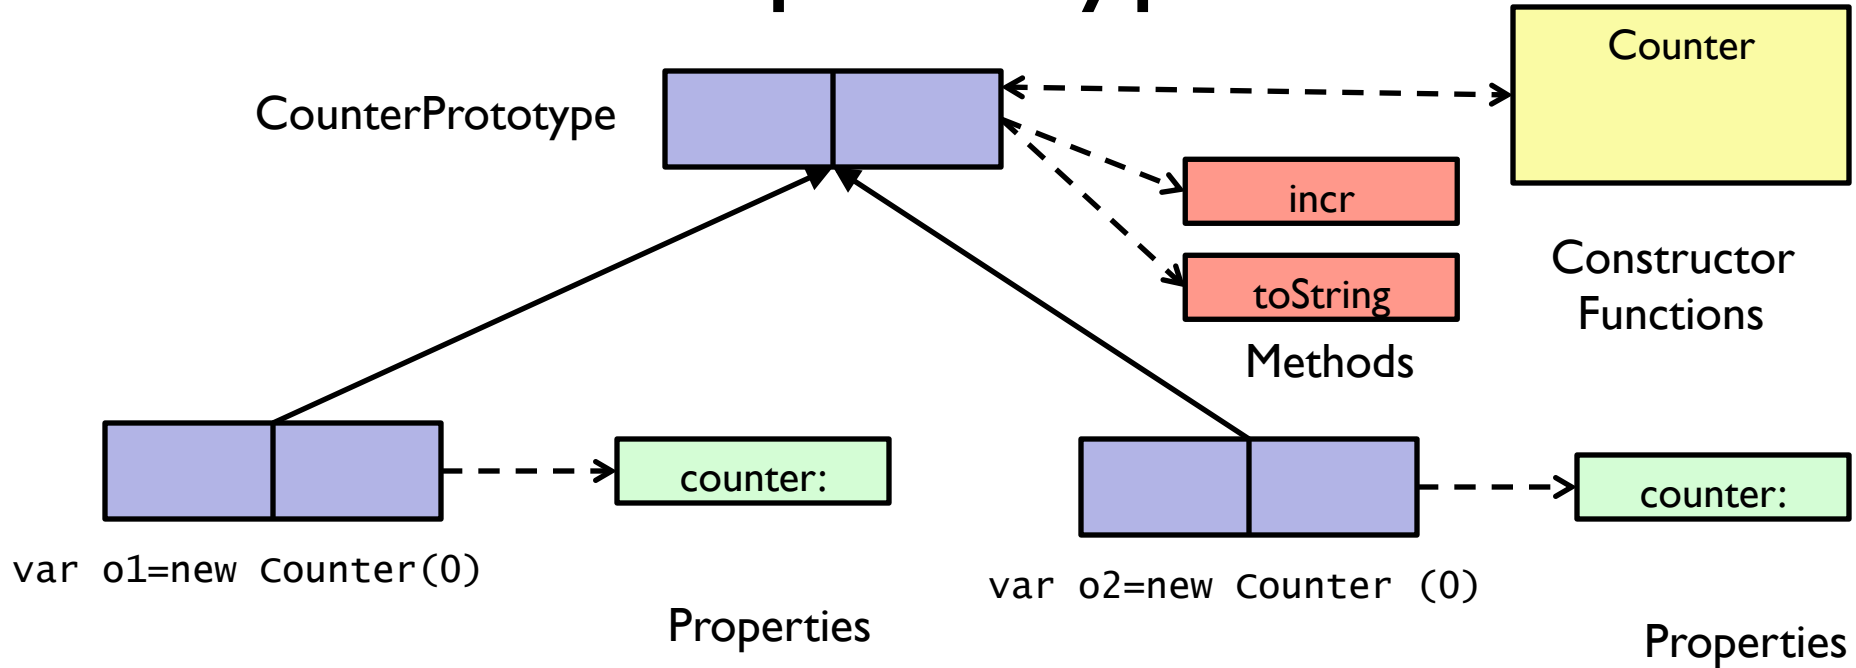 Counter
CounterPrototype
incr
toString
Constructor
Functions
Methods
counter:
counter:
var o1=new Counter(0)
var o2=new Counter (0)
Properties
Properties